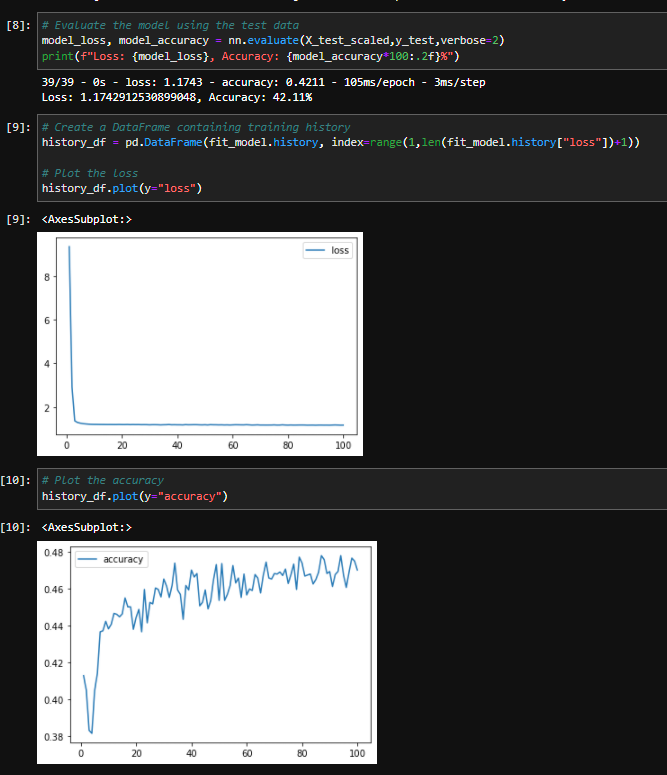 [8]:
# Evaluate the model using the test data
model_loss, model_accuracy = nn.evaluate(X_test_scaled,y_test,verbose=2)
print(f"Loss: {model_loss}, Accuracy: {model_accuracy*100:.2f}%")
39/39 - 0s - loss: 1.1743 - accuracy: 0.4211 - 105ms/epoch - 3ms/step
Loss: 1.1742912530899048, Accuracy: 42.11%
[9]:
# Create a DataFrame containing training history
history_df = pd.DataFrame(fit_model.history, index=range(1,len(fit_model.history["loss"])+1))
# Plot the loss
history_df.plot(y="loss")
[9]: <AxesSubplot:>
loss
8
6
4
2
0 20 40 60 80 100
[10]:
# Plot the accuracy
history_df.plot(y="accuracy")
[10]: <AxesSubplot:>
accuracy
0.48
0.46
0.44
0.42
0.40
0.38
0 20 40 60 80 100